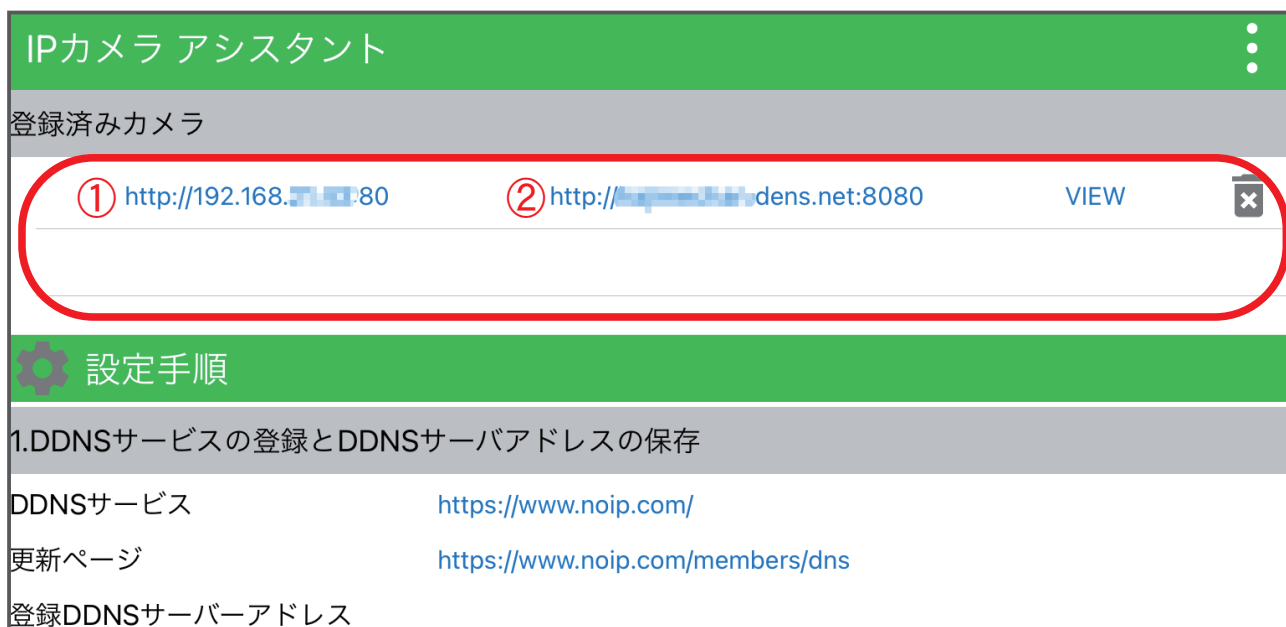 IPカメラ アシスタント
登録済みカメラ
① http://192.168. :80 ② http:// dens.net:8080 VIEW
設定手順
1.DDNSサービスの登録とDDNSサーバアドレスの保存
DDNSサービス https://www.noip.com/
更新ページ https://www.noip.com/members/dns
登録DDNSサーバーアドレス